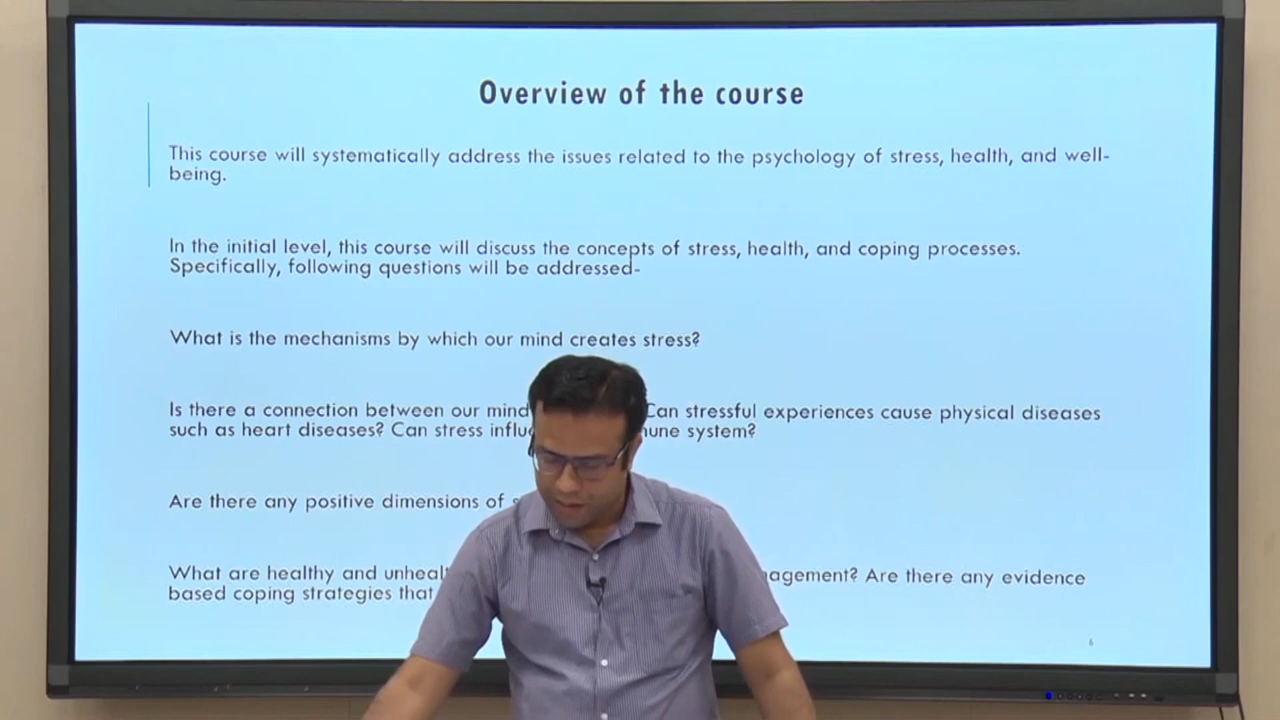 Overview of the course
This course will systematically address the issues related to the psychology of stress, health, and well-
being.
In the initial level, this course will discuss the concepts of stress, health, and coping processes.
Specifically, following questions will be addressed-
What is the mechanisms by which our mind creates stress?
Is there a connection between our mind Can stressful experiences cause physical diseases
such as heart diseases? Can stress system?
Are there any positive dimensions of
What are healthy and Are there any evidence
based coping strategies that
6